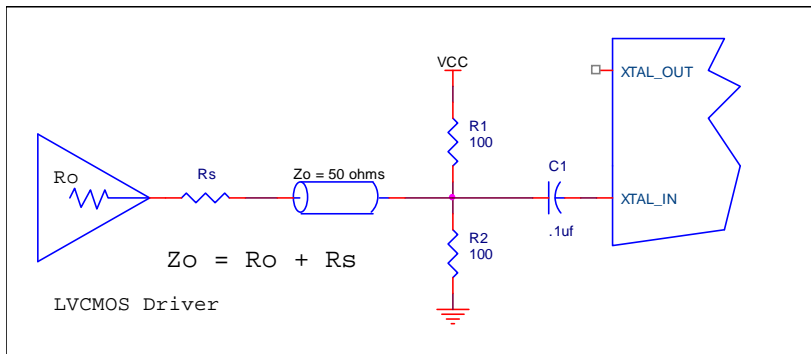 VCC
XTAL_OUT
R1
100
Ro
Rs
Zo = 50 ohms
C1
XTAL_IN
.1uf
R2
100
Zo = Ro + Rs
LVCMOS Driver